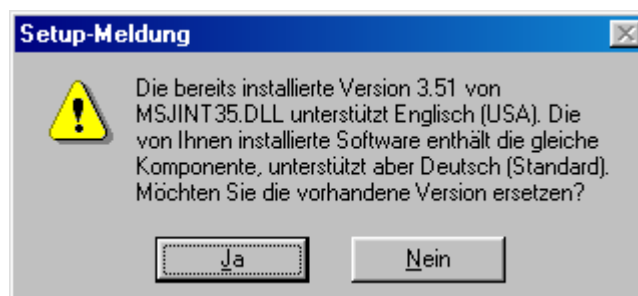 Setup-Meldung
Die bereits installierte Version 3.51 von
MSJINT35.DLL unterstützt Englisch (USA). Die
von Ihnen installierte Software enthält die gleiche
Komponente, unterstützt aber Deutsch (Standard).
Möchten Sie die vorhandene Version ersetzen?
Ja
Nein